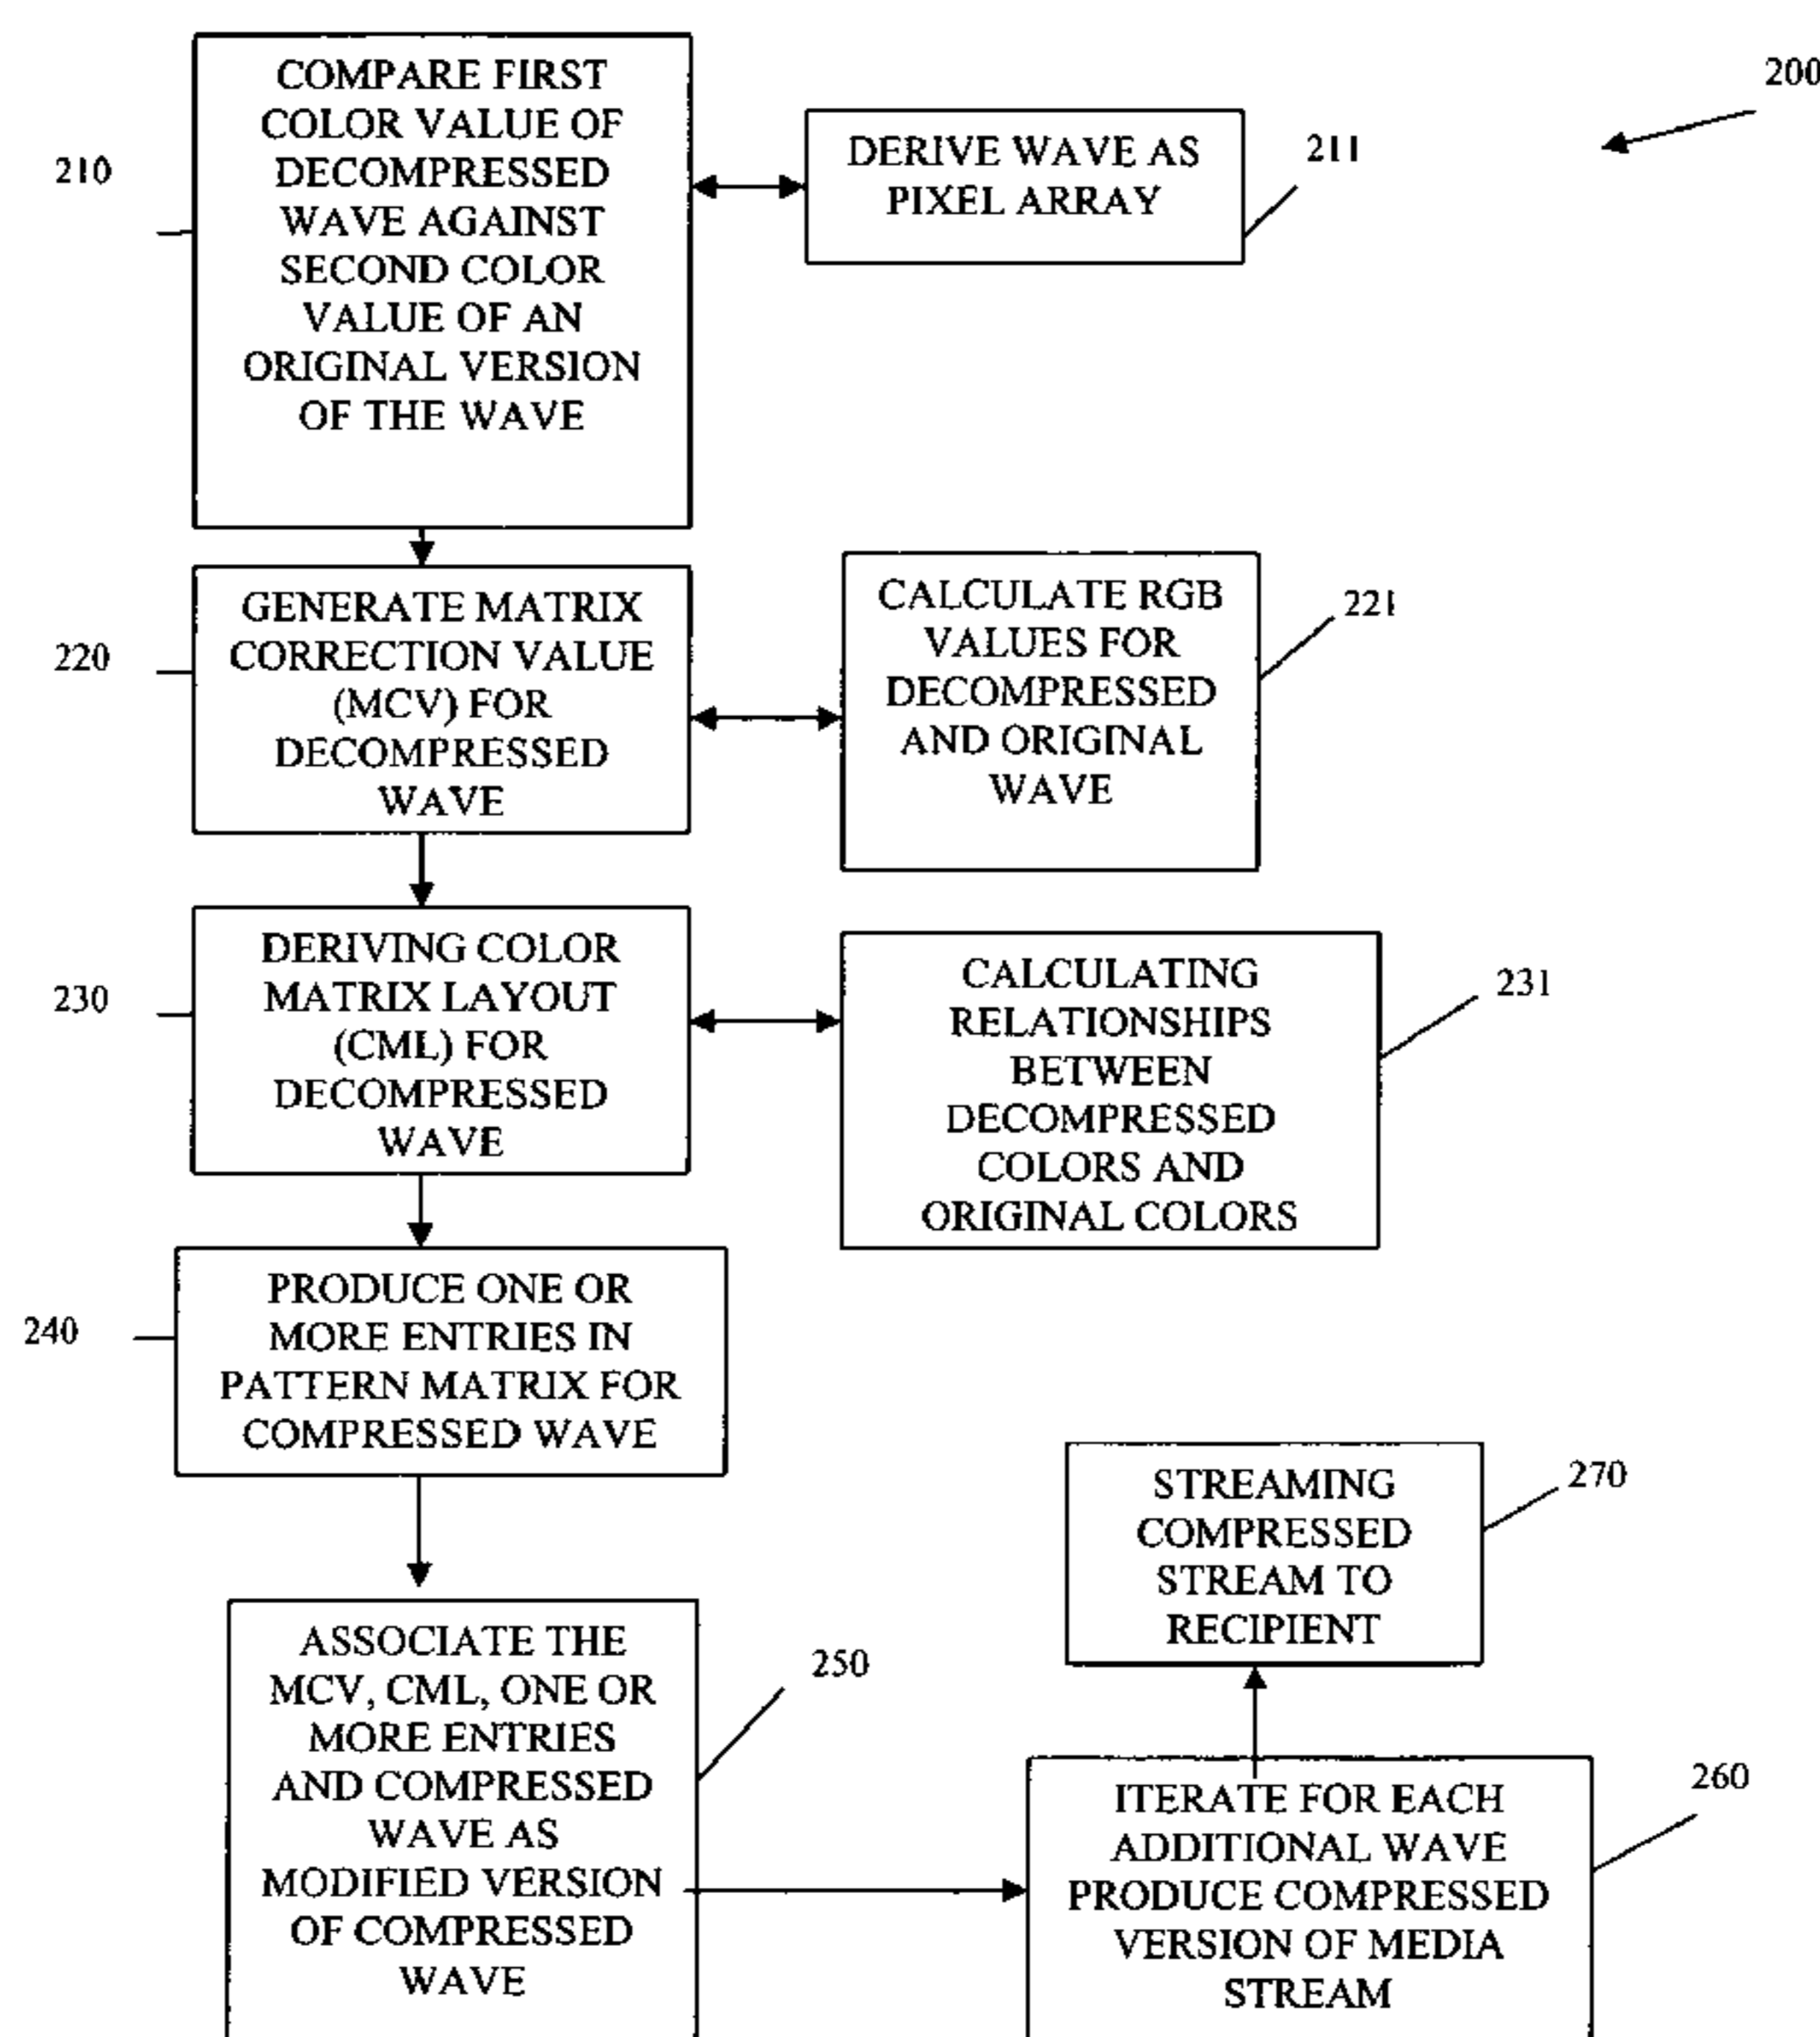 200
COMPARE FIRST
COLOR VALUE OF
DECOMPRESSED
WAVE AGAINST
SECOND COLOR
VALUE OF AN
ORIGINAL VERSION
OF THE WAVE
210
DERIVE WAVE AS
PIXEL ARRAY
211
GENERATE MATRIX
CORRECTION VALUE
(MCV) FOR
DECOMPRESSED
WAVE
220
CALCULATE RGB
VALUES FOR
DECOMPRESSED
AND ORIGINAL
WAVE
221
DERIVING COLOR
MATRIX LAYOUT
(CML) FOR
DECOMPRESSED
WAVE
230
CALCULATING
RELATIONSHIPS
BETWEEN
DECOMPRESSED
COLORS AND
ORIGINAL COLORS
231
PRODUCE ONE OR
MORE ENTRIES IN
PATTERN MATRIX FOR
COMPRESSED WAVE
240
ASSOCIATE THE
MCV, CML, ONE OR
MORE ENTRIES
AND COMPRESSED
WAVE AS
MODIFIED VERSION
OF COMPRESSED
WAVE
250
STREAMING
COMPRESSED
STREAM TO
RECIPIENT
270
ITERATE FOR EACH
ADDITIONAL WAVE
PRODUCE COMPRESSED
VERSION OF MEDIA
STREAM
260